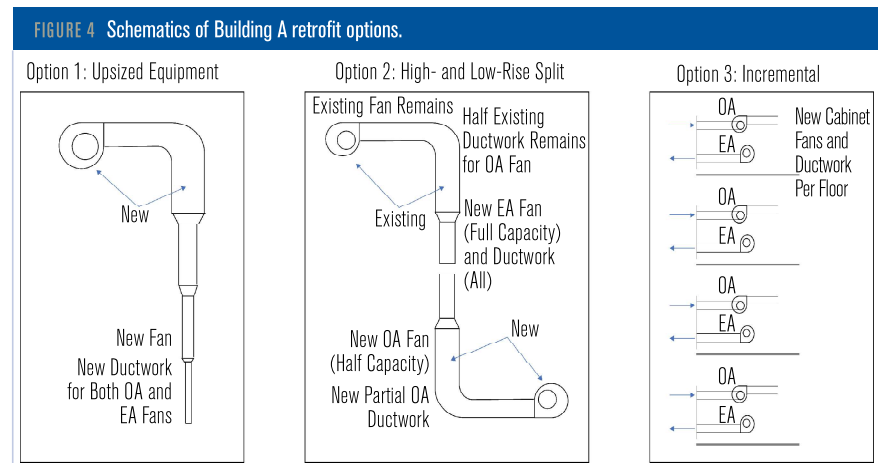 FIGURE 4 Schematics of Building A retrofit options.
Option 1: Upsized Equipment
New
New Fan
New Ductwork
for Both OA and
EA Fans
Option 2: High- and Low-Rise Split
Existing Fan Remains
Half Existing
Ductwork Remains
for OA Fan
Existing
New EA Fan
(Full Capacity)
and Ductwork
(All)
New OA Fan
(Half Capacity)
New
New Partial OA
Ductwork
Option 3: Incremental
OA
EA
New Cabinet
Fans and
Ductwork
Per Floor
OA
EA
OA
EA
OA
EA